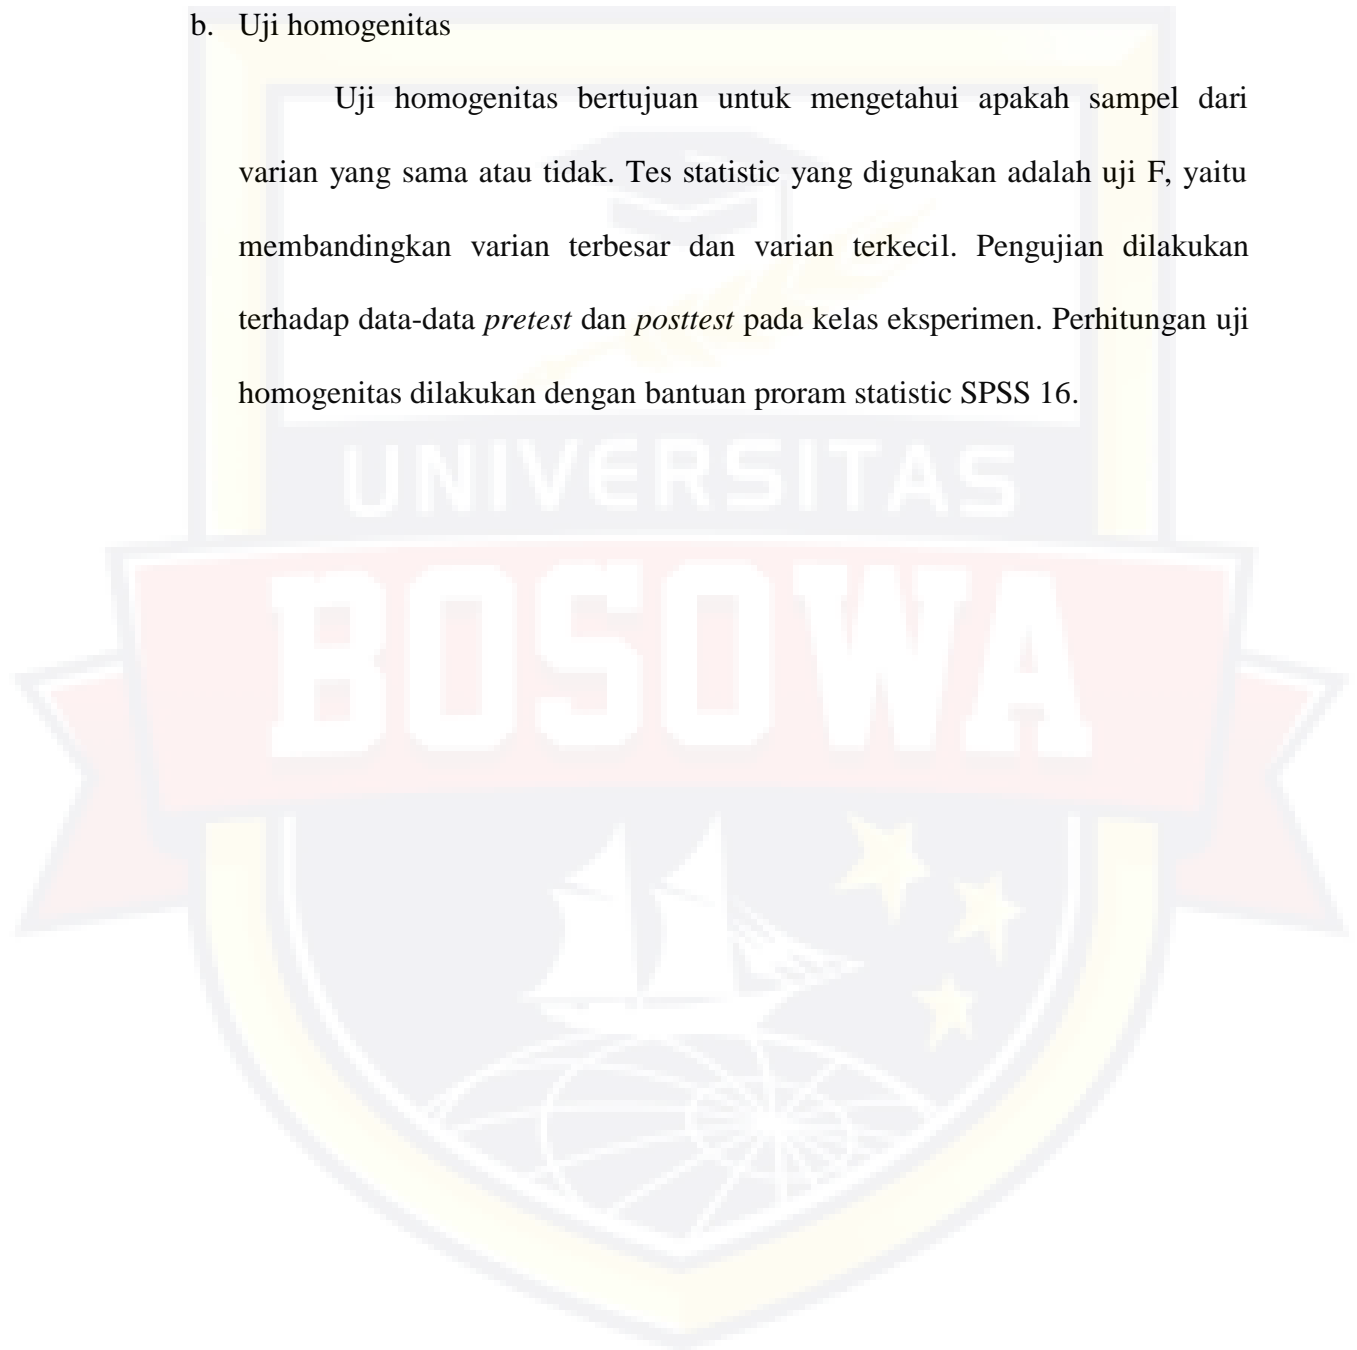 b. Uji homogenitas
Uji homogenitas bertujuan untuk mengetahui apakah sampel dari
varian yang sama atau tidak. Tes statistic yang digunakan adalah uji F, yaitu
membandingkan varian terbesar dan varian terkecil. Pengujian dilakukan
terhadap data-data pretest dan posttest pada kelas eksperimen. Perhitungan uji
homogenitas dilakukan dengan bantuan proram statistic SPSS 16.
UNIVERSITAS
BOSOWA